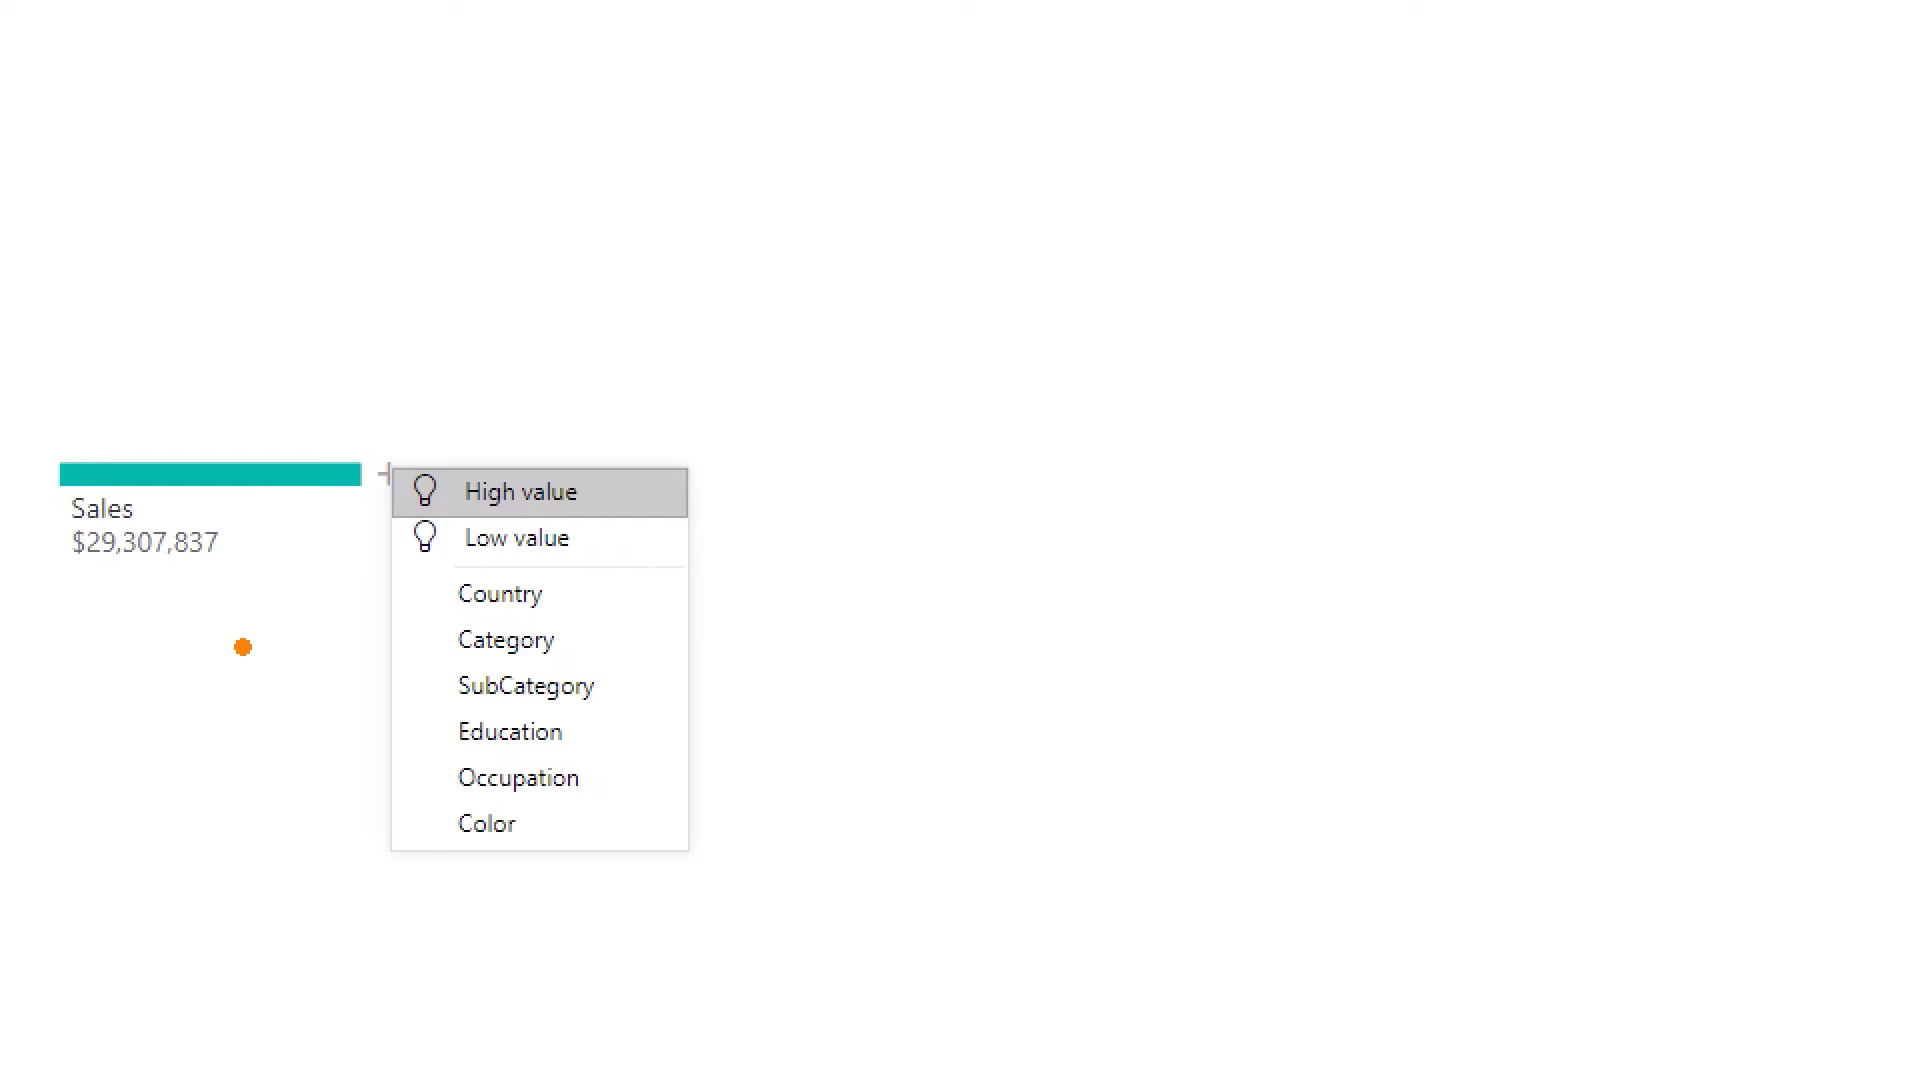 Sales
$29,307,837
High value
Low value
Country
Category
SubCategory
Education
Occupation
Color